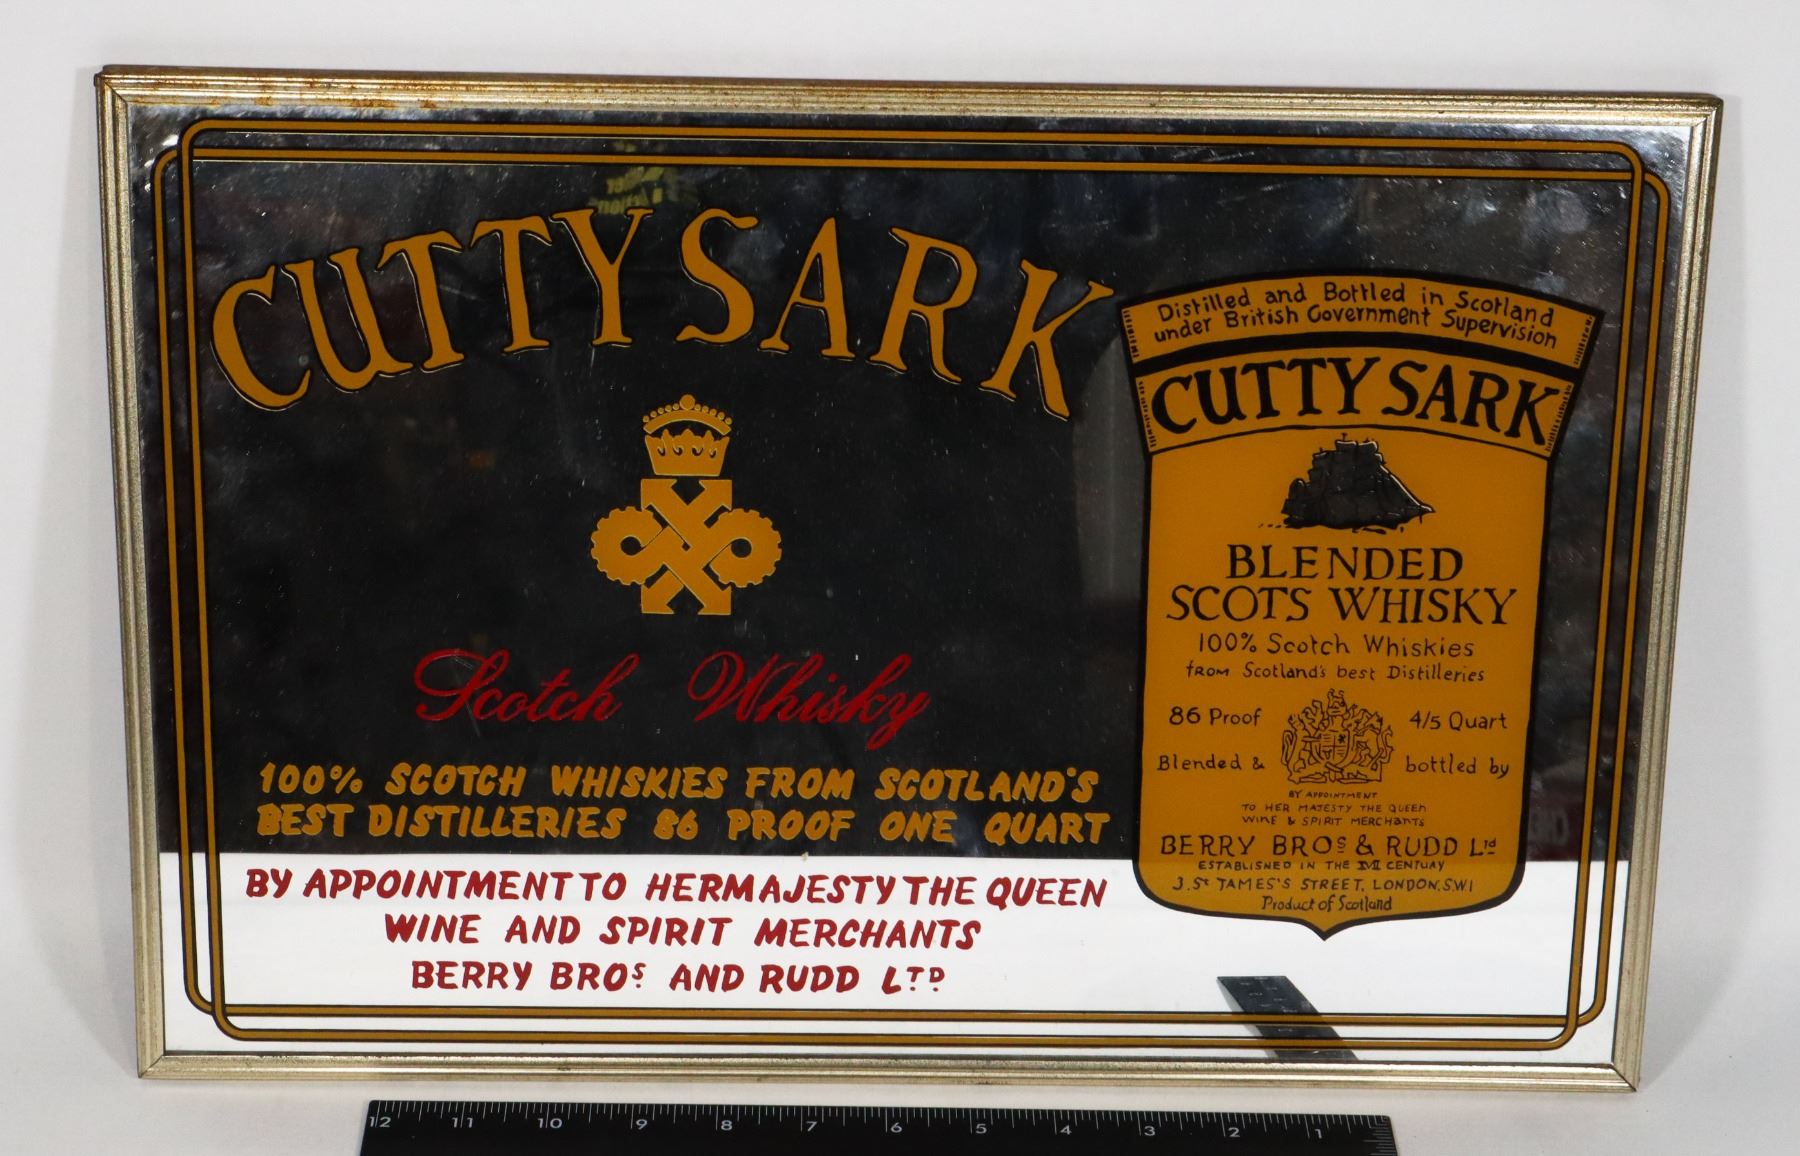 CUTTY SARK
Scotch Whisky
100% SCOTCH WHISKIES FROM SCOTLAND'S
BEST DISTILLERIES 86 PROOF ONE QUART
BY APPOINTMENT TO HER MAJESTY THE QUEEN
WINE AND SPIRIT MERCHANTS
BERRY BROS AND RUDD LTD
Distilled and Bottled in Scotland
under British Government Supervision
CUTTY SARK
BLENDED
SCOTS WHISKY
100% Scotch Whiskies
from Scotland's best Distilleries
86 Proof 4/5 Quart
Blended & bottled by
BY APPOINTMENT
TO HER MAJESTY THE QUEEN
WINE & SPIRIT MERCHANTS
BERRY BROS & RUDD Ltd
ESTABLISHED IN THE XVII CENTUAY
3, St JAMES'S STREET, LONDON, S.W.1
Product of Scotland
12 11 10 9 8 7 6 5 4 3 2 1